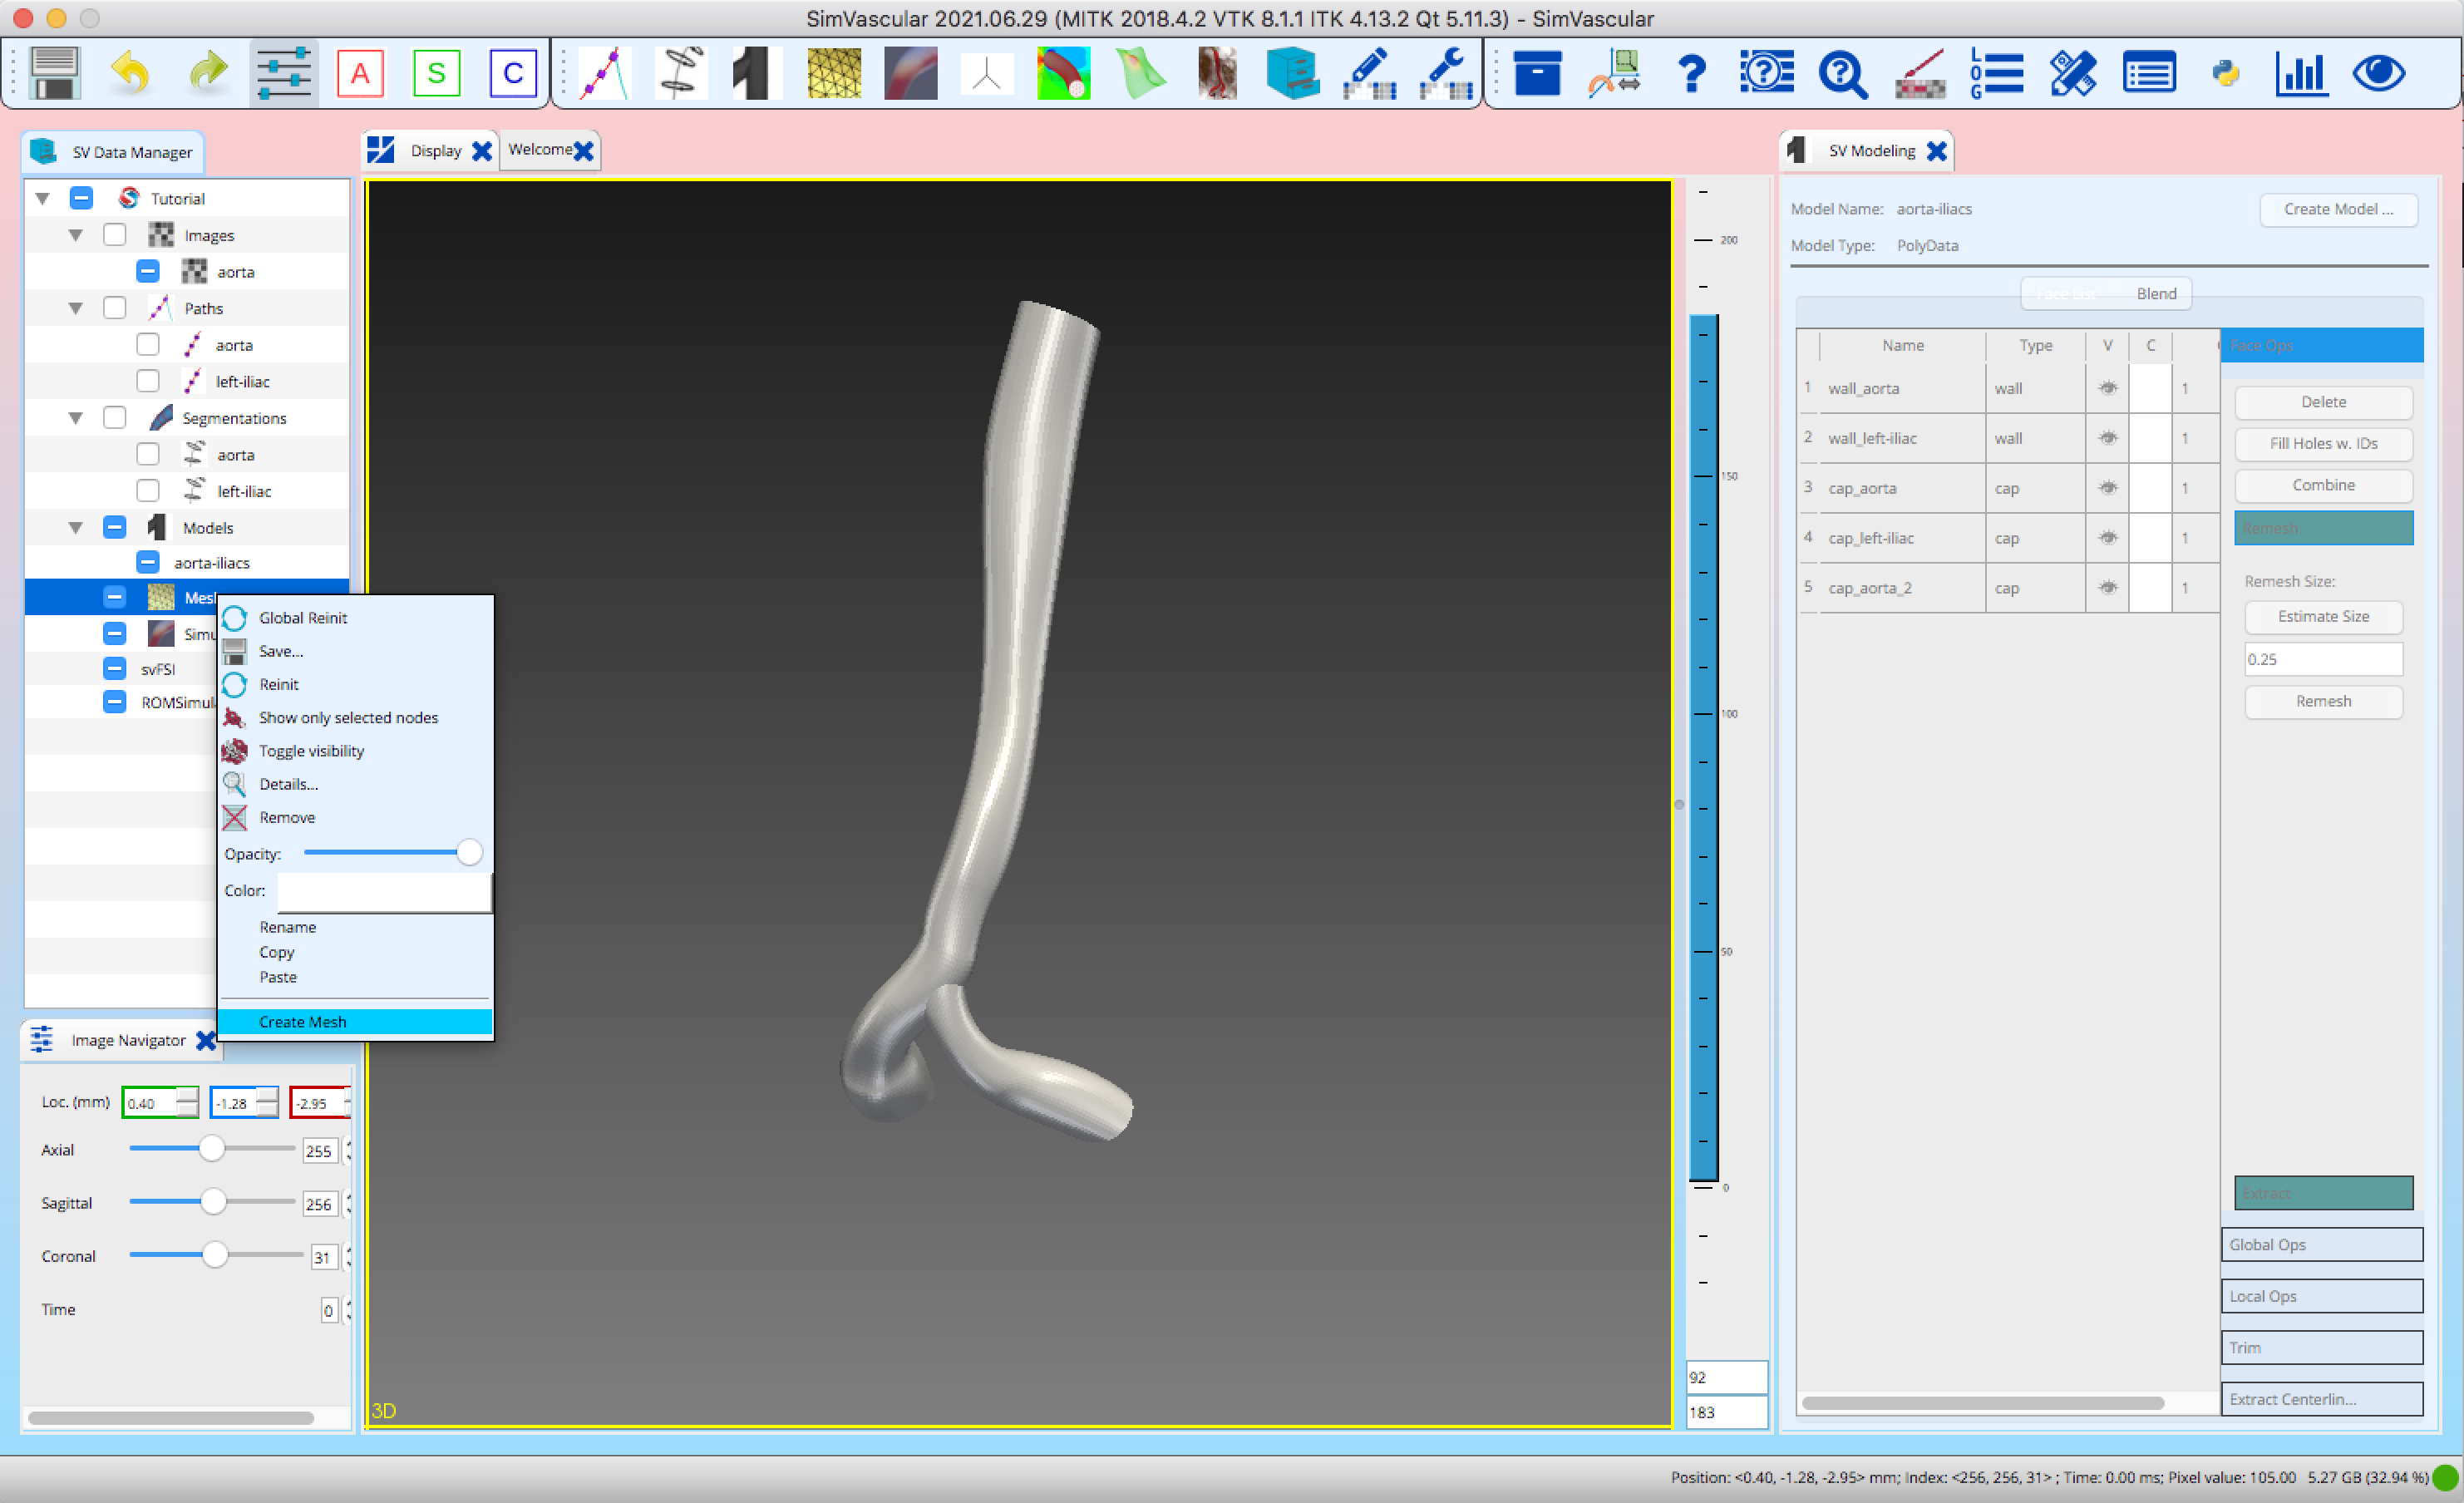 SimVascular 2021.06.29 (MITK 2018.4.2 VTK 8.1.1 ITK 4.13.2 Qt 5.11.3) - SimVascular
A
S
C
LOG
SV Data Manager
Tutorial
Images
aorta
Paths
aorta
left-iliac
Segmentations
aorta
left-iliac
Models
aorta-iliacs
Mesh
Simu
svFSI
ROMSimul
Global Reinit
Save...
Reinit
Show only selected nodes
Toggle visibility
Details...
Remove
Opacity:
Color:
Rename
Copy
Paste
Create Mesh
Image Navigator
Loc. (mm) 0.40 -1.28 -2.95
Axial 255
Sagittal 256
Coronal 31
Time 0
Display
Welcome
3D
200
150
100
50
0
92
183
SV Modeling
Model Name: aorta-iliacs
Create Model ...
Model Type: PolyData
Face List Blend
Name Type V C
1 wall_aorta wall 1
2 wall_left-iliac wall 1
3 cap_aorta cap 1
4 cap_left-iliac cap 1
5 cap_aorta_2 cap 1
Face Ops
Delete
Fill Holes w. IDs
Combine
Remesh
Remesh Size:
Estimate Size
0.25
Remesh
Extract
Global Ops
Local Ops
Trim
Extract Centerlin...
Position: <0.40, -1.28, -2.95> mm; Index: <256, 256, 31> ; Time: 0.00 ms; Pixel value: 105.00 5.27 GB (32.94 %)